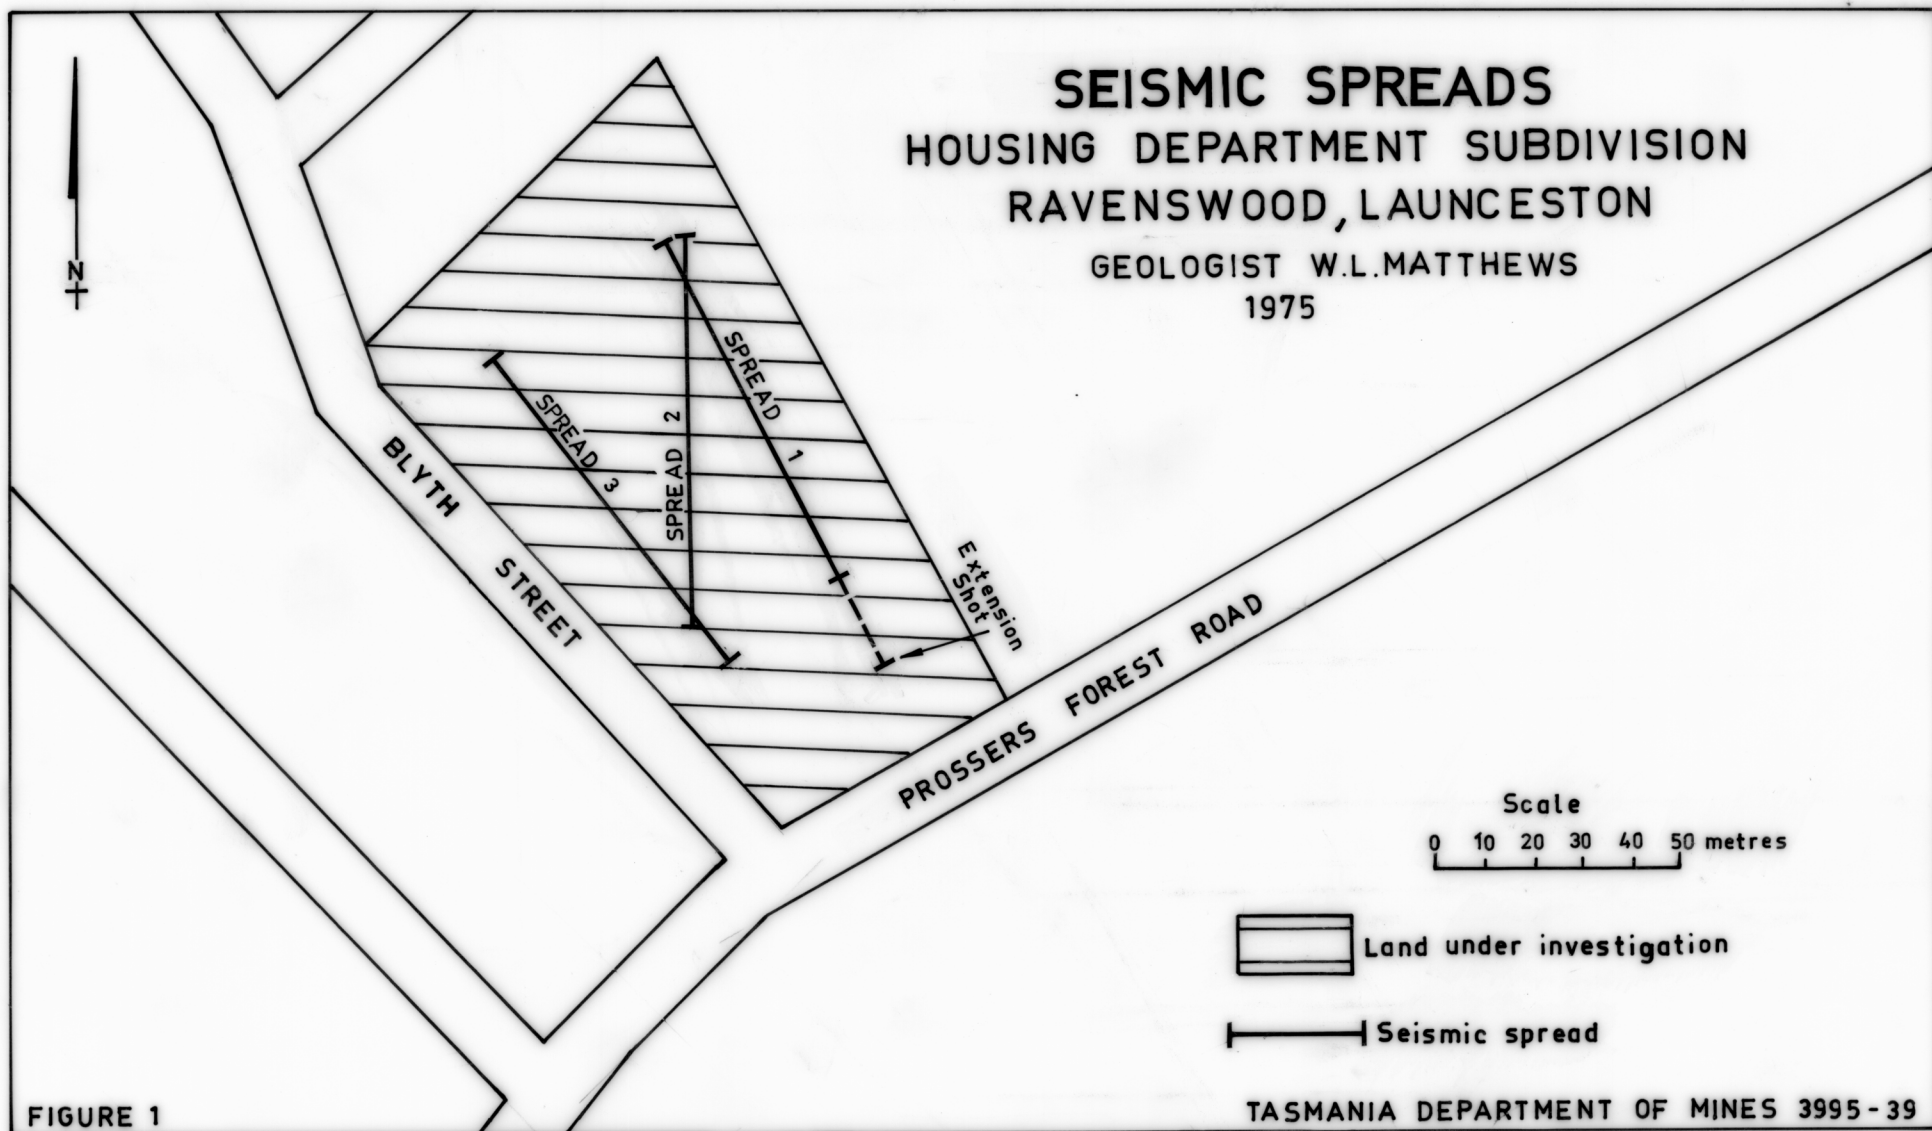 SEISMIC SPREADS
HOUSING DEPARTMENT SUBDIVISION
RAVENSWOOD, LAUNCESTON
GEOLOGIST W.L.MATTHEWS
1975
N
SPREAD 1
SPREAD 2
SPREAD 3
BLYTH STREET
Extension
Shot
PROSSERS FOREST ROAD
Scale
0 10 20 30 40 50 metres
Land under investigation
Seismic spread
FIGURE 1
TASMANIA DEPARTMENT OF MINES 3995-39